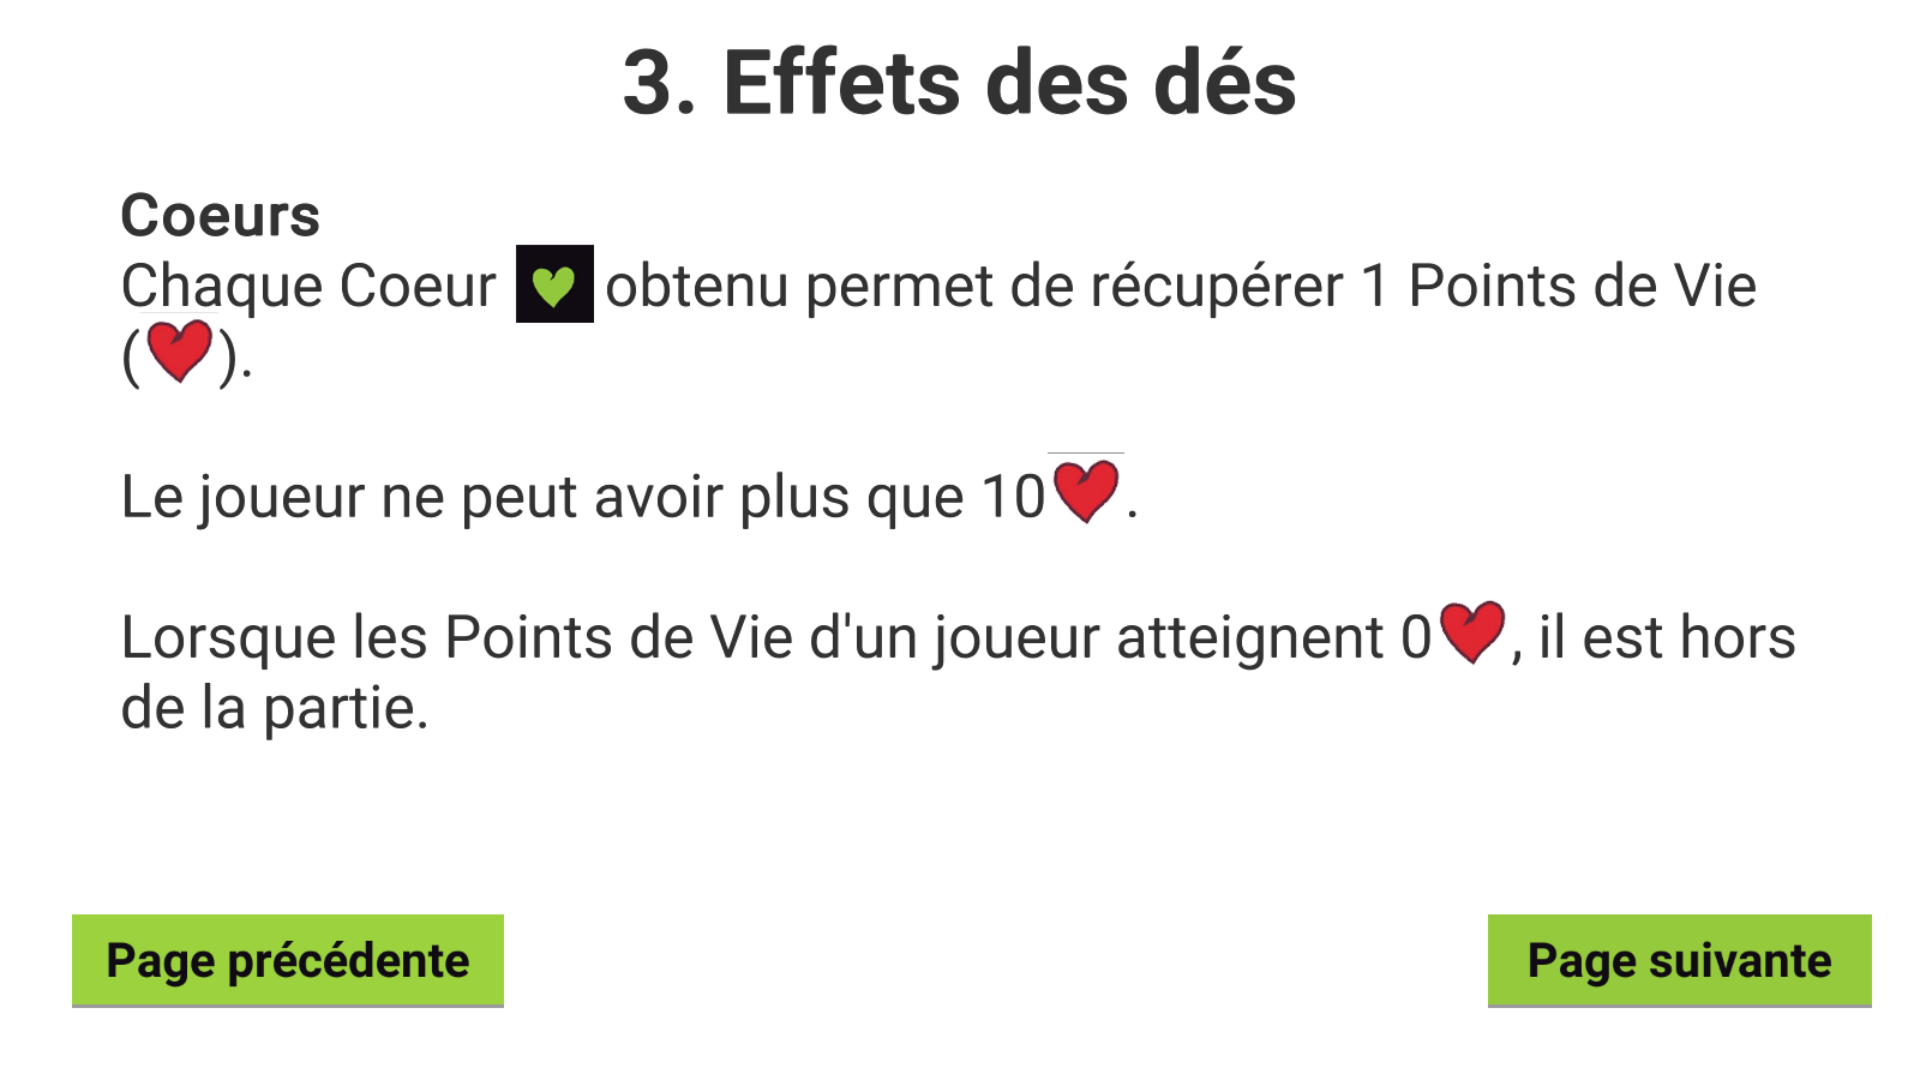 3. Effets des dés
Coeurs
Chaque Coeur obtenu permet de récupérer 1 Points de Vie
( ).
Le joueur ne peut avoir plus que 10 .
Lorsque les Points de Vie d'un joueur atteignent 0 , il est hors
de la partie.
Page précédente
Page suivante